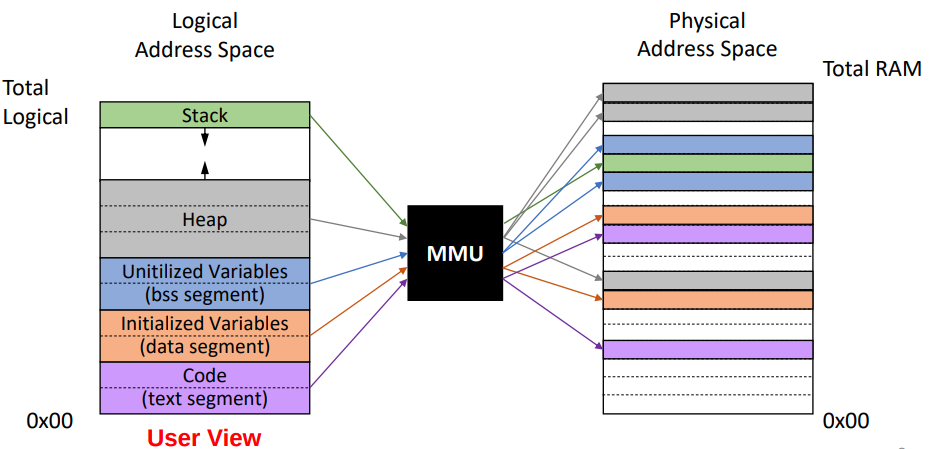 Logical
Address Space
Physical
Address Space
Total
Logical
Total RAM
Stack
Heap
Unitilized Variables
(bss segment)
Initialized Variables
(data segment)
Code
(text segment)
MMU
0x00
0x00
User View